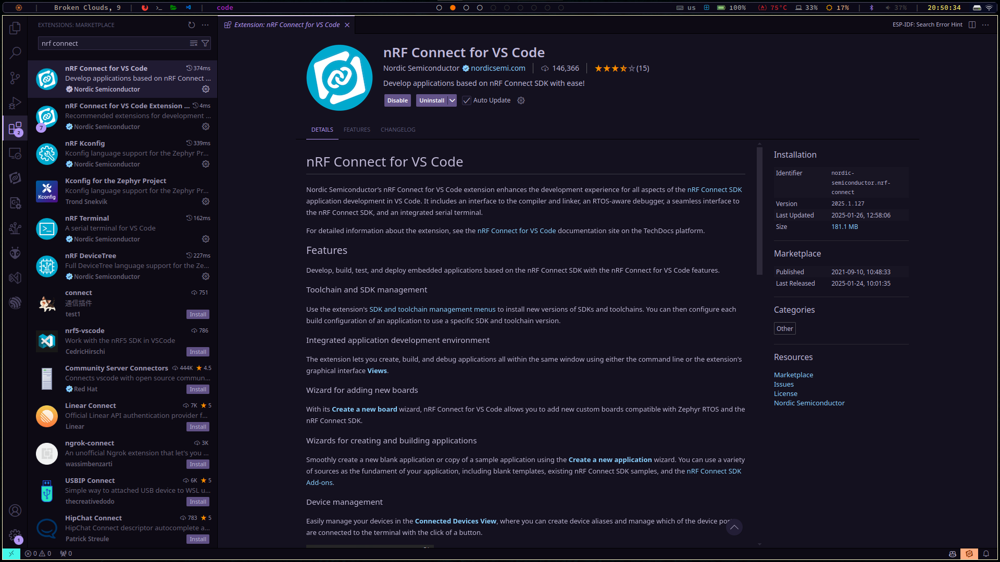 Broken Clouds, 9
code
us
100%
75°C
33%
17%
37%
20:50:34
EXTENSIONS: MARKETPLACE
nrf connect
nRF Connect for VS Code
374ms
Develop applications based on nRF Connect ...
Nordic Semiconductor
nRF Connect for VS Code Extension ...
4ms
Recommended extensions for development ...
7
Nordic Semiconductor
nRF Kconfig
339ms
Kconfig language support for the Zephyr Pr...
Nordic Semiconductor
Kconfig for the Zephyr Project
Kconfig language support for the Zephyr Pr...
Kconfig
Trond Snekvik
nRF Terminal
162ms
A serial terminal for VS Code
Nordic Semiconductor
nRF DeviceTree
227ms
Full DeviceTree language support for the Ze...
Nordic Semiconductor
connect
751
通信插件
test1
Install
nrf5-vscode
786
Work with the nRF5 SDK in VSCode
CedricHirschi
Install
Community Server Connectors
444K
4.5
Connects vscode with open source commun...
Red Hat
Install
Linear Connect
7K
5
Official Linear API authentication provider f...
Linear
Install
ngrok-connect
3K
An unofficial Ngrok extension that let's you ...
wassimbenzarti
Install
USBIP Connect
6K
5
Simple way to attached USB device to WSL u...
thecreativedodo
Install
HipChat Connect
783
5
HipChat Connect descriptor autocomplete a...
Patrick Streule
Install
2
1
Extension: nRF Connect for VS Code
ESP-IDF: Search Error Hint
nRF Connect for VS Code
Nordic Semiconductor
nordicsemi.com
146,366
(15)
Develop applications based on nRF Connect SDK with ease!
Disable
Uninstall
Auto Update
DETAILS
FEATURES
CHANGELOG
nRF Connect for VS Code
Nordic Semiconductor's nRF Connect for VS Code extension enhances the development experience for all aspects of the nRF Connect SDK
application development in VS Code. It includes an interface to the compiler and linker, an RTOS-aware debugger, a seamless interface to
the nRF Connect SDK, and an integrated serial terminal.
For detailed information about the extension, see the nRF Connect for VS Code documentation site on the TechDocs platform.
Features
Develop, build, test, and deploy embedded applications based on the nRF Connect SDK with the nRF Connect for VS Code features.
Toolchain and SDK management
Use the extension's SDK and toolchain management menus to install new versions of SDKs and toolchains. You can then configure each
build configuration of an application to use a specific SDK and toolchain version.
Integrated application development environment
The extension lets you create, build, and debug applications all within the same window using either the command line or the extension's
graphical interface Views.
Wizard for adding new boards
With its Create a new board wizard, nRF Connect for VS Code allows you to add new custom boards compatible with Zephyr RTOS and the
nRF Connect SDK.
Wizards for creating and building applications
Smoothly create a new blank application or copy of a sample application using the Create a new application wizard. You can use a variety
of sources as the fundament of your application, including blank templates, existing nRF Connect SDK samples, and the nRF Connect SDK
Add-ons.
Device management
Easily manage your devices in the Connected Devices View, where you can create device aliases and manage which of the device
are connected to the terminal with the click of a button.
Installation
Identifier
nordic-
semiconductor.nrf-
connect
Version
2025.1.127
Last Updated
2025-01-26, 12:58:06
Size
181.1 MB
Marketplace
Published
2021-09-10, 10:48:33
Last Released
2025-01-24, 10:01:35
Categories
Other
Resources
Marketplace
Issues
License
Nordic Semiconductor
0
0
0